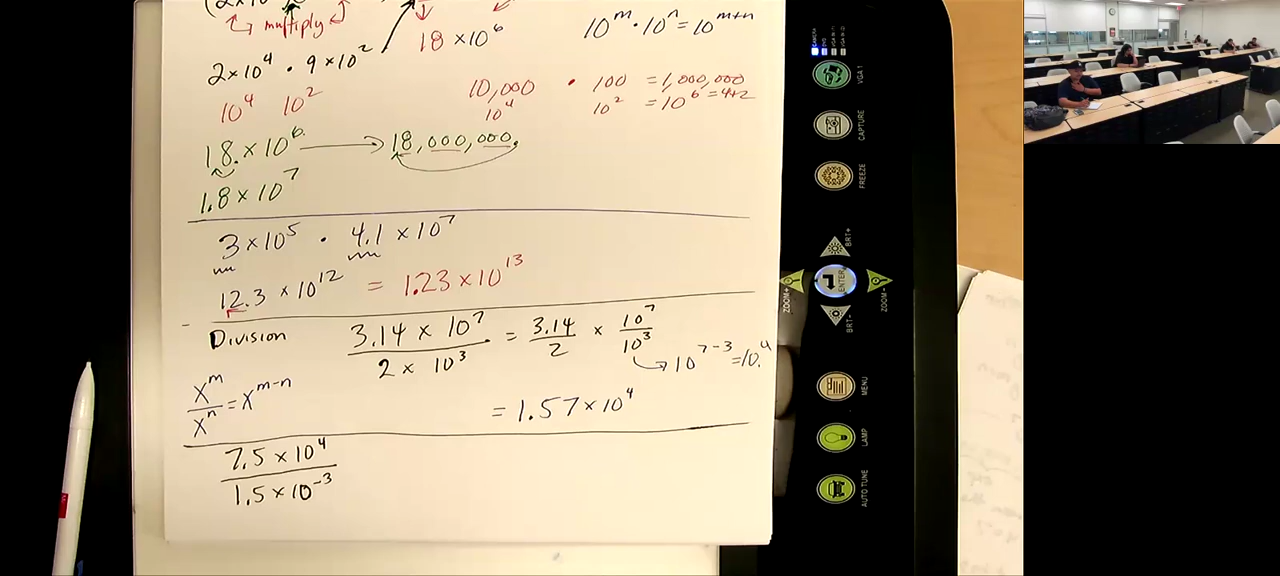 multiply
18 × 10⁶
10ᵐ · 10ⁿ = 10ᵐ⁺ⁿ
2 × 10⁴ · 9 × 10²
10⁴ 10²
10,000 · 100 = 1,000,000
10⁴ 10² = 10⁶ = 4+2
18. × 10⁶ → 18,000,000.
1.8 × 10⁷
3 × 10⁵ · 4.1 × 10⁷
12.3 × 10¹² = 1.23 × 10¹³
Division
3.14 × 10⁷ / 2 × 10³ = 3.14 / 2 × 10⁷ / 10³
→ 10⁷⁻³ = 10⁴
xᵐ / xⁿ = xᵐ⁻ⁿ
= 1.57 × 10⁴
7.5 × 10⁴ / 1.5 × 10⁻³
VGA 1
CAPTURE
FREEZE
BRT+
ZOOM+
ENTER
ZOOM-
BRT-
MENU
LAMP
AUTO TUNE